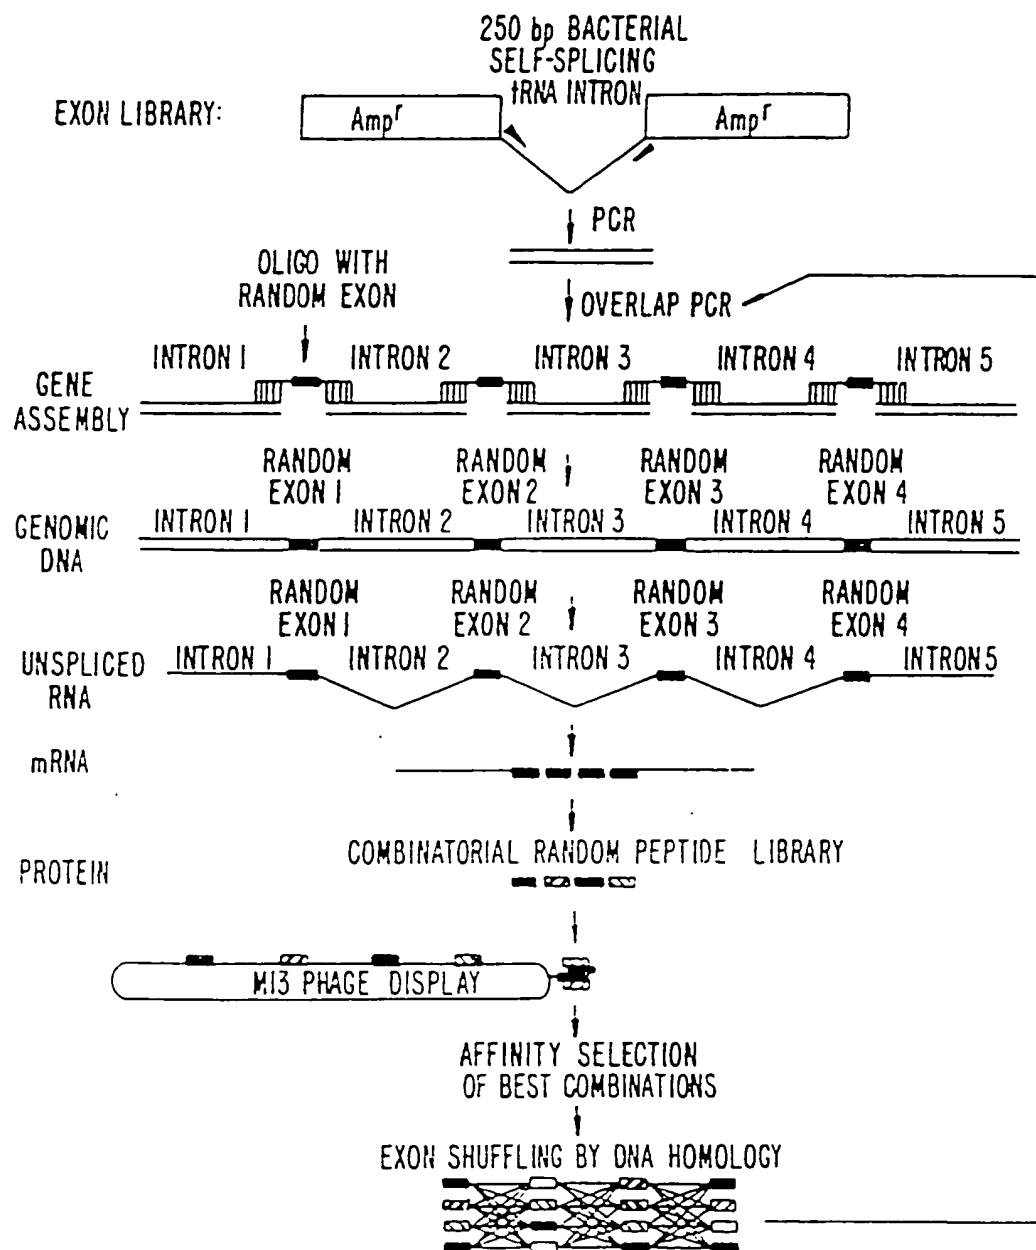 250 bp BACTERIAL
SELF-SPLICING
tRNA INTRON
EXON LIBRARY:
Ampʳ
Ampʳ
PCR
OLIGO WITH
RANDOM EXON
OVERLAP PCR
INTRON 1 INTRON 2 INTRON 3 INTRON 4 INTRON 5
GENE
ASSEMBLY
RANDOM
EXON 1
RANDOM
EXON 2
RANDOM
EXON 3
RANDOM
EXON 4
INTRON 1 INTRON 2 INTRON 3 INTRON 4 INTRON 5
GENOMIC
DNA
RANDOM
EXON 1
RANDOM
EXON 2
RANDOM
EXON 3
RANDOM
EXON 4
INTRON 1 INTRON 2 INTRON 3 INTRON 4 INTRON 5
UNSPLICED
RNA
mRNA
COMBINATORIAL RANDOM PEPTIDE LIBRARY
PROTEIN
M13 PHAGE DISPLAY
AFFINITY SELECTION
OF BEST COMBINATIONS
EXON SHUFFLING BY DNA HOMOLOGY